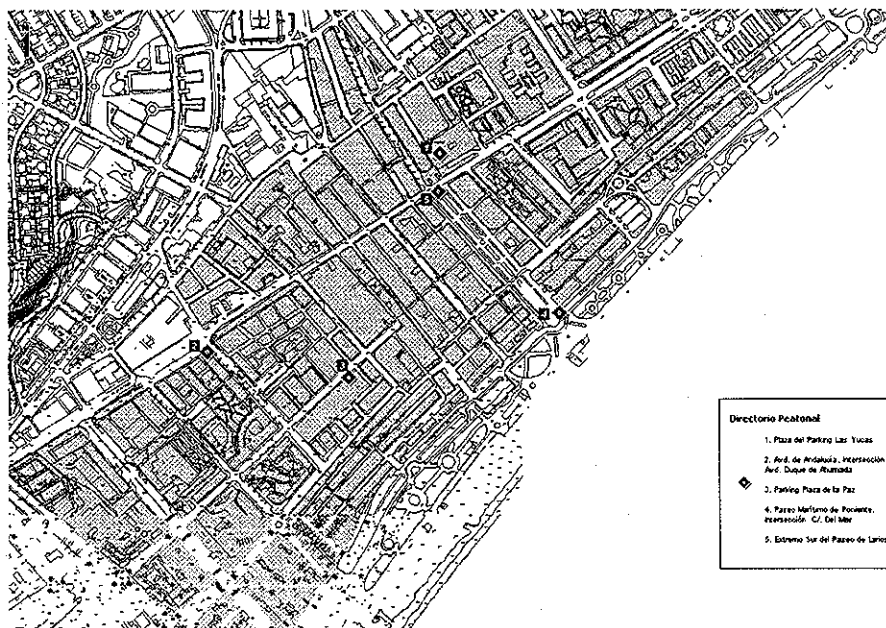 Directorio Peatonal
1. Plaza del Parking Las Yucas
2. Avd. de Andalucía, Intersección
Avd. Duque de Ahumada
3. Parking Plaza de la Paz
4. Paseo Marítimo de Poniente,
Intersección C/. Del Mar
5. Extremo Sur del Paseo de Larios